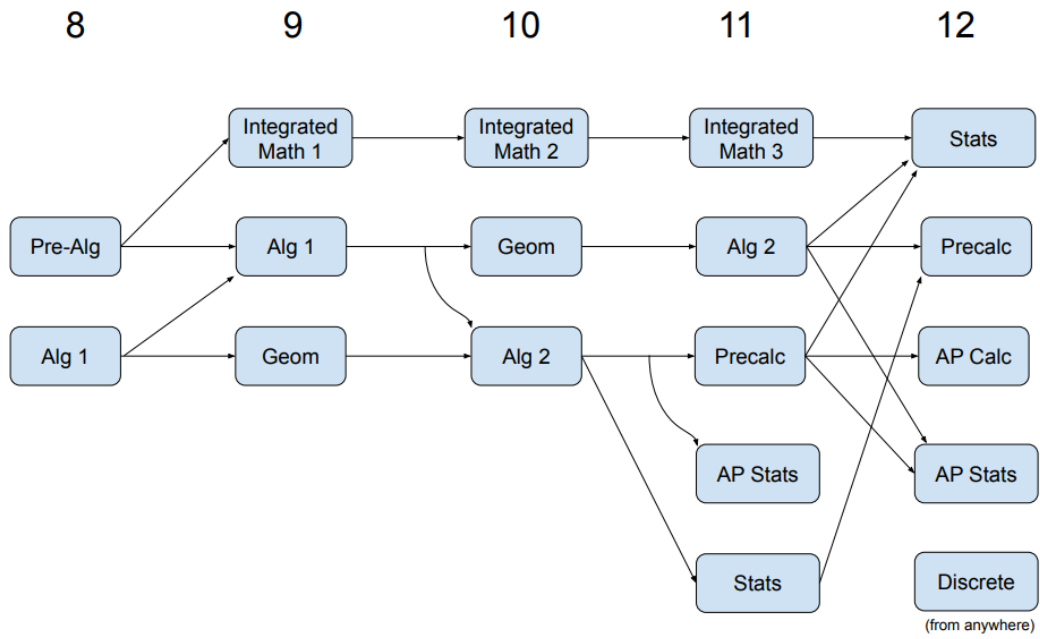 8 9 10 11 12
Integrated
Math 1
Integrated
Math 2
Integrated
Math 3
Stats
Pre-Alg
Alg 1
Geom
Alg 2
Precalc
Alg 1
Geom
Alg 2
Precalc
AP Calc
AP Stats
AP Stats
Stats
Discrete
(from anywhere)